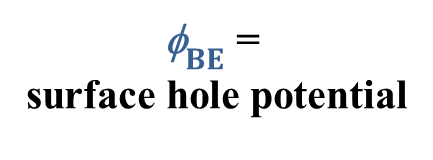 ϕBE =
surface hole potential